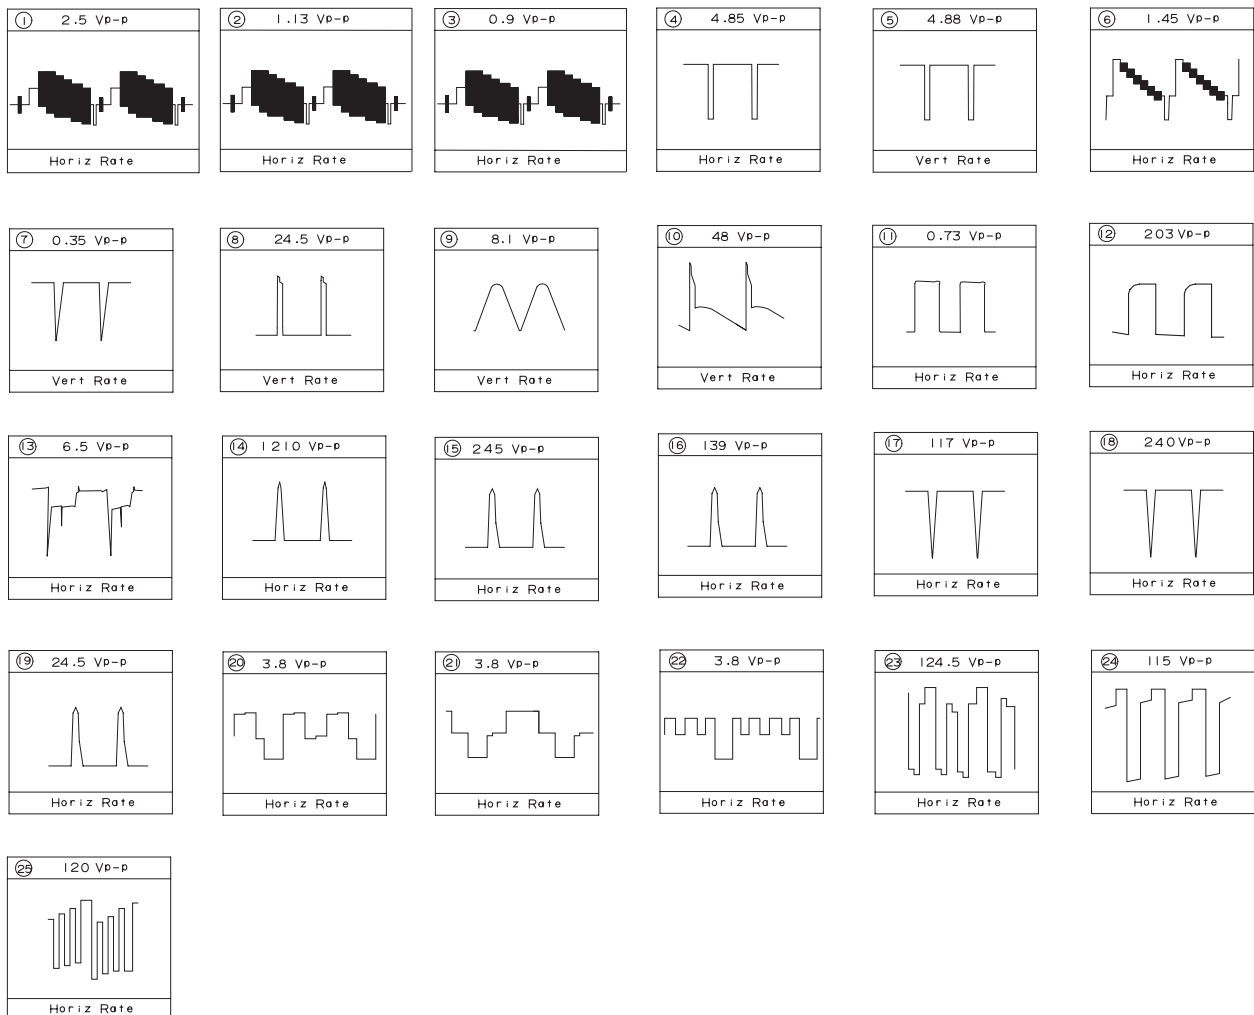 ① 2.5 Vp-p
Horiz Rate
② 1.13 Vp-p
Horiz Rate
③ 0.9 Vp-p
Horiz Rate
④ 4.85 Vp-p
Horiz Rate
⑤ 4.88 Vp-p
Vert Rate
⑥ 1.45 Vp-p
Horiz Rate
⑦ 0.35 Vp-p
Vert Rate
⑧ 24.5 Vp-p
Vert Rate
⑨ 8.1 Vp-p
Vert Rate
⑩ 48 Vp-p
Vert Rate
⑪ 0.73 Vp-p
Horiz Rate
⑫ 203 Vp-p
Horiz Rate
⑬ 6.5 Vp-p
Horiz Rate
⑭ 1210 Vp-p
Horiz Rate
⑮ 245 Vp-p
Horiz Rate
⑯ 139 Vp-p
Horiz Rate
⑰ 117 Vp-p
Horiz Rate
⑱ 240 Vp-p
Horiz Rate
⑲ 24.5 Vp-p
Horiz Rate
⑳ 3.8 Vp-p
Horiz Rate
㉑ 3.8 Vp-p
Horiz Rate
㉒ 3.8 Vp-p
Horiz Rate
㉓ 124.5 Vp-p
Horiz Rate
㉔ 115 Vp-p
Horiz Rate
㉕ 120 Vp-p
Horiz Rate